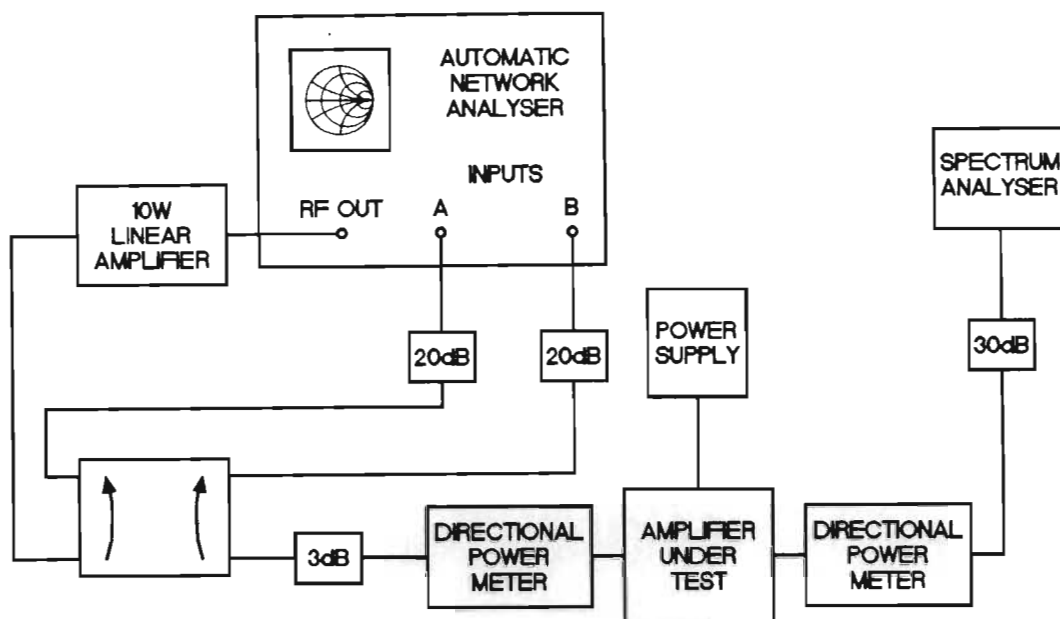 AUTOMATIC
NETWORK
ANALYSER
INPUTS
RF OUT
A
B
10W
LINEAR
AMPLIFIER
SPECTRUM
ANALYSER
20dB
20dB
POWER
SUPPLY
30dB
3dB
DIRECTIONAL
POWER
METER
AMPLIFIER
UNDER
TEST
DIRECTIONAL
POWER
METER